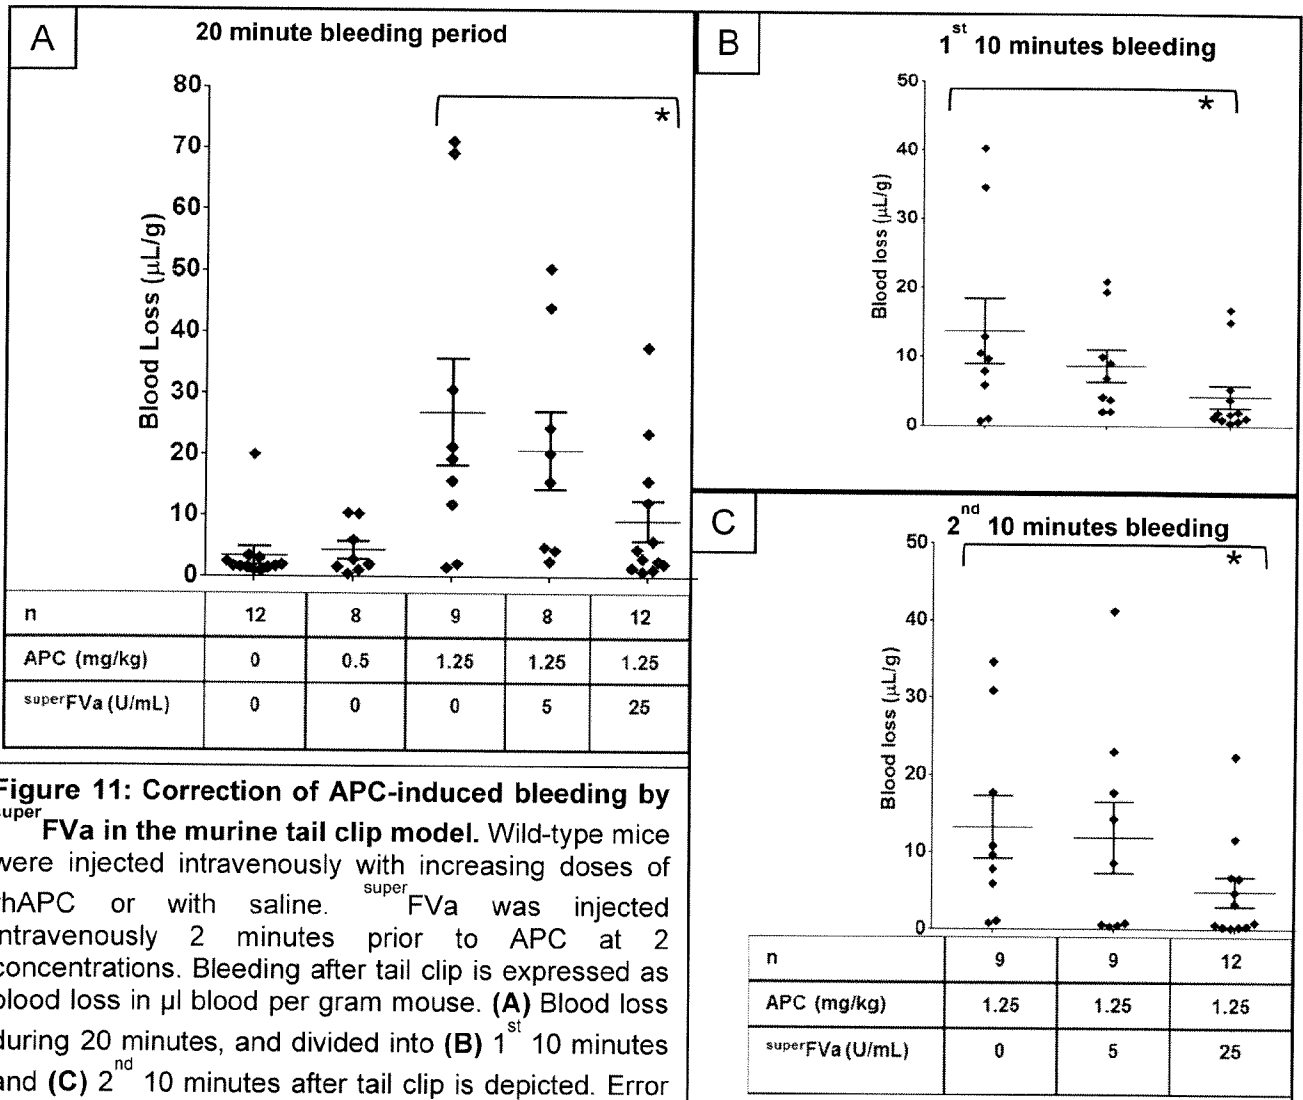 A
20 minute bleeding period
80
70
60
50
40
30
20
10
0
Blood Loss (µL/g)
*
n 12 8 9 8 12
APC (mg/kg) 0 0.5 1.25 1.25 1.25
superFVa (U/mL) 0 0 0 5 25
B
1st 10 minutes bleeding
50
40
30
20
10
0
Blood loss (µL/g)
*
C
2nd 10 minutes bleeding
50
40
30
20
10
0
Blood loss (µL/g)
*
n 9 9 12
APC (mg/kg) 1.25 1.25 1.25
superFVa (U/mL) 0 5 25
Figure 11: Correction of APC-induced bleeding by
superFVa in the murine tail clip model. Wild-type mice
were injected intravenously with increasing doses of
rhAPC or with saline. superFVa was injected
intravenously 2 minutes prior to APC at 2
concentrations. Bleeding after tail clip is expressed as
blood loss in µl blood per gram mouse. (A) Blood loss
during 20 minutes, and divided into (B) 1st 10 minutes
and (C) 2nd 10 minutes after tail clip is depicted. Error